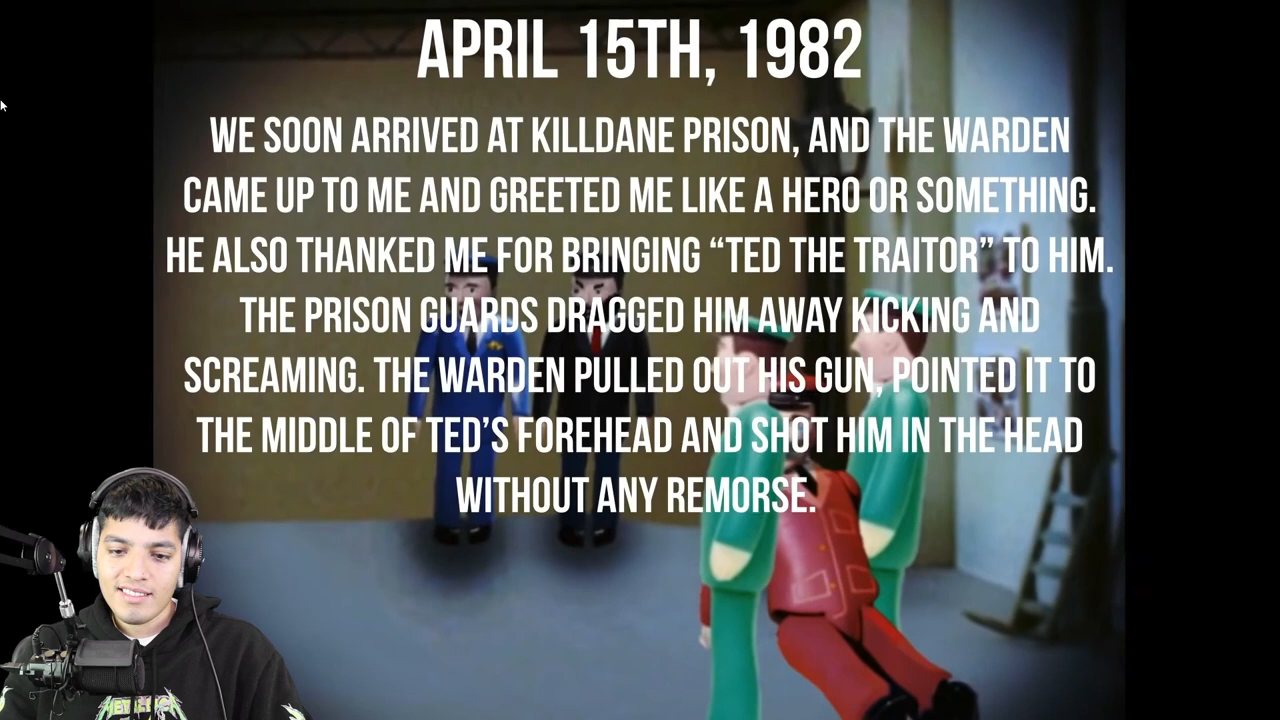 APRIL 15TH, 1982
WE SOON ARRIVED AT KILLDANE PRISON, AND THE WARDEN
CAME UP TO ME AND GREETED ME LIKE A HERO OR SOMETHING.
HE ALSO THANKED ME FOR BRINGING “TED THE TRAITOR” TO HIM.
THE PRISON GUARDS DRAGGED HIM AWAY KICKING AND
SCREAMING. THE WARDEN PULLED OUT HIS GUN, POINTED IT TO
THE MIDDLE OF TED’S FOREHEAD AND SHOT HIM IN THE HEAD
WITHOUT ANY REMORSE.
METALLICA